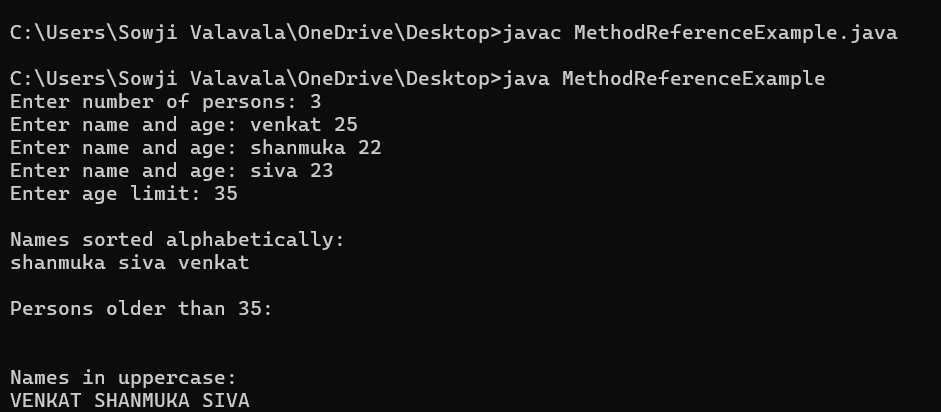 C:\Users\Sowji Valavala\OneDrive\Desktop>javac MethodReferenceExample.java
C:\Users\Sowji Valavala\OneDrive\Desktop>java MethodReferenceExample
Enter number of persons: 3
Enter name and age: venkat 25
Enter name and age: shanmuka 22
Enter name and age: siva 23
Enter age limit: 35
Names sorted alphabetically:
shanmuka siva venkat
Persons older than 35:
Names in uppercase:
VENKAT SHANMUKA SIVA